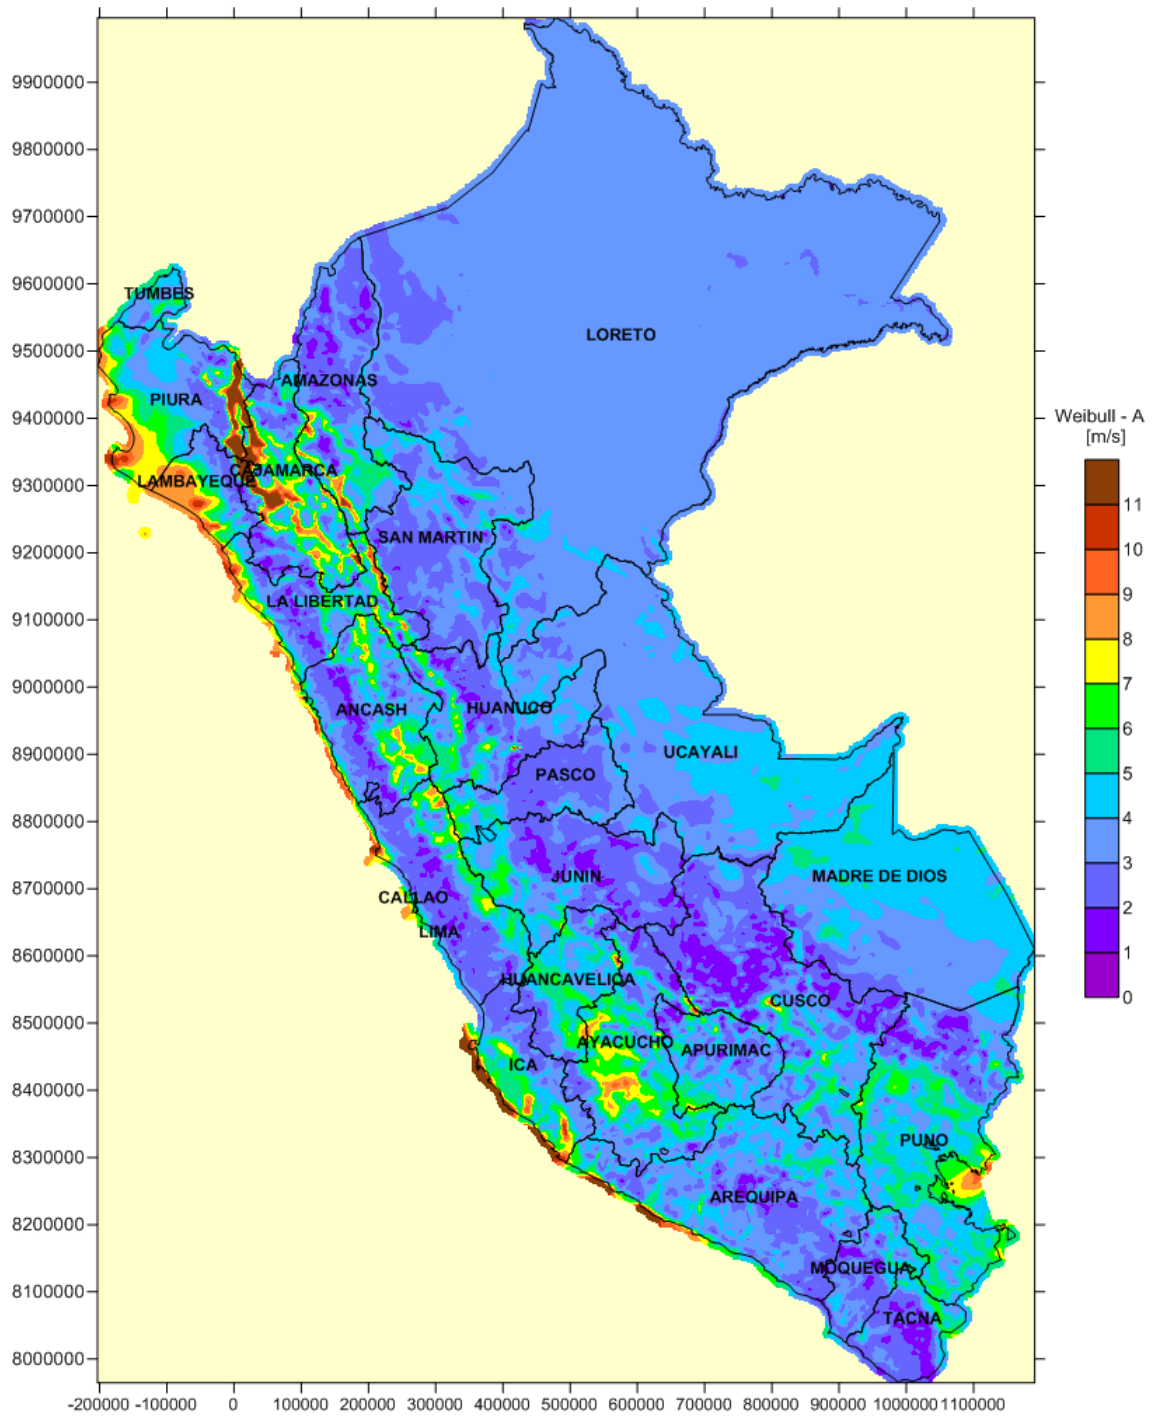 9900000
9800000
9700000
9600000
9500000
9400000
9300000
9200000
9100000
9000000
8900000
8800000
8700000
8600000
8500000
8400000
8300000
8200000
8100000
8000000
TUMBES
LORETO
AMAZONAS
PIURA
CAJAMARCA
LAMBAYEQUE
SAN MARTIN
LA LIBERTAD
ANCASH
HUANUCO
UCAYALI
PASCO
JUNIN
MADRE DE DIOS
CALLAO
LIMA
HUANCAVELICA
CUSCO
AYACUCHO
APURIMAC
ICA
PUNO
AREQUIPA
MOQUEGUA
TACNA
Weibull - A
[m/s]
11
10
9
8
7
6
5
4
3
2
1
0
-200000 -100000 0 100000 200000 300000 400000 500000 600000 700000 800000 900000 1000000 1100000